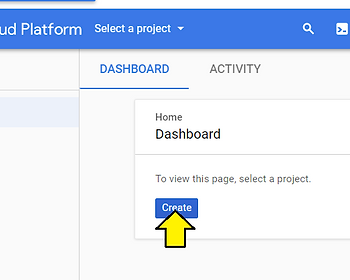 ud Platform Select a project
DASHBOARD ACTIVITY
Home
Dashboard
To view this page, select a project.
Create